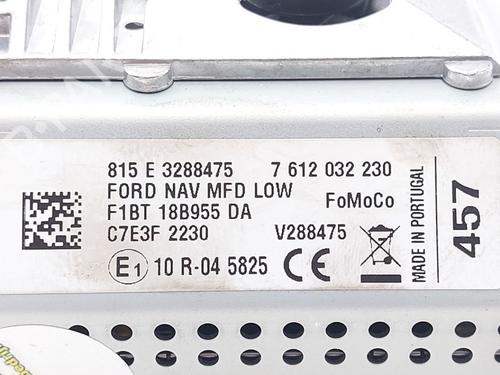 815 E 3288475 7 612 032 230
FORD NAV MFD LOW
F1BT 18B955 DA FoMoCo
C7E3F 2230 V288475
E1 10 R-04 5825 CE
MADE IN PORTUGAL
457